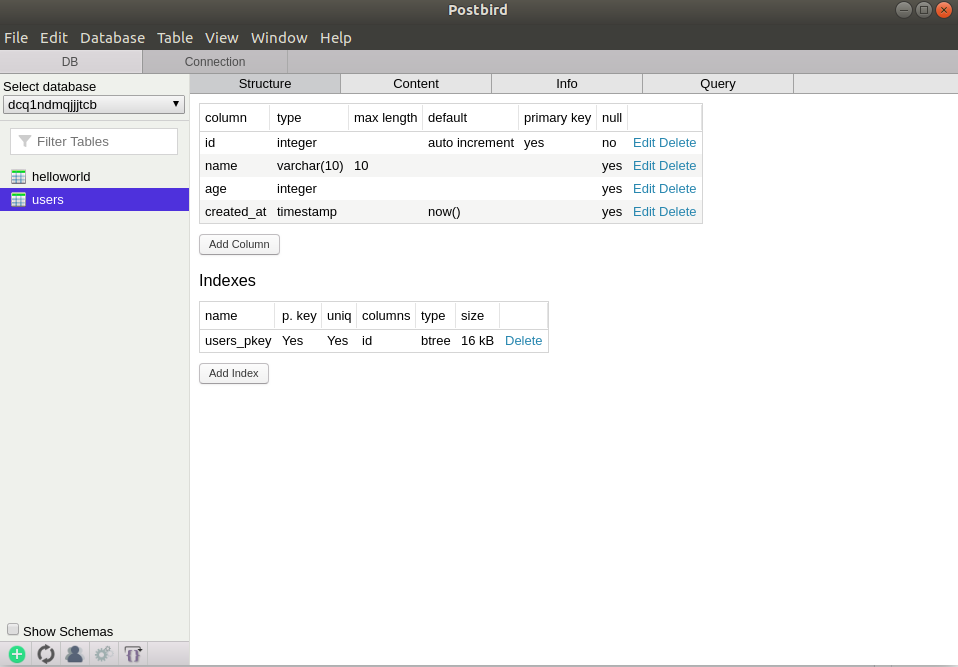 Postbird
File Edit Database Table View Window Help
DB Connection
Select database
dcq1ndmqjjjtcb
Filter Tables
helloworld
users
Show Schemas
Structure Content Info Query
column type max length default primary key null
id integer auto increment yes no Edit Delete
name varchar(10) 10 yes Edit Delete
age integer yes Edit Delete
created_at timestamp now() yes Edit Delete
Add Column
Indexes
name p. key uniq columns type size
users_pkey Yes Yes id btree 16 kB Delete
Add Index